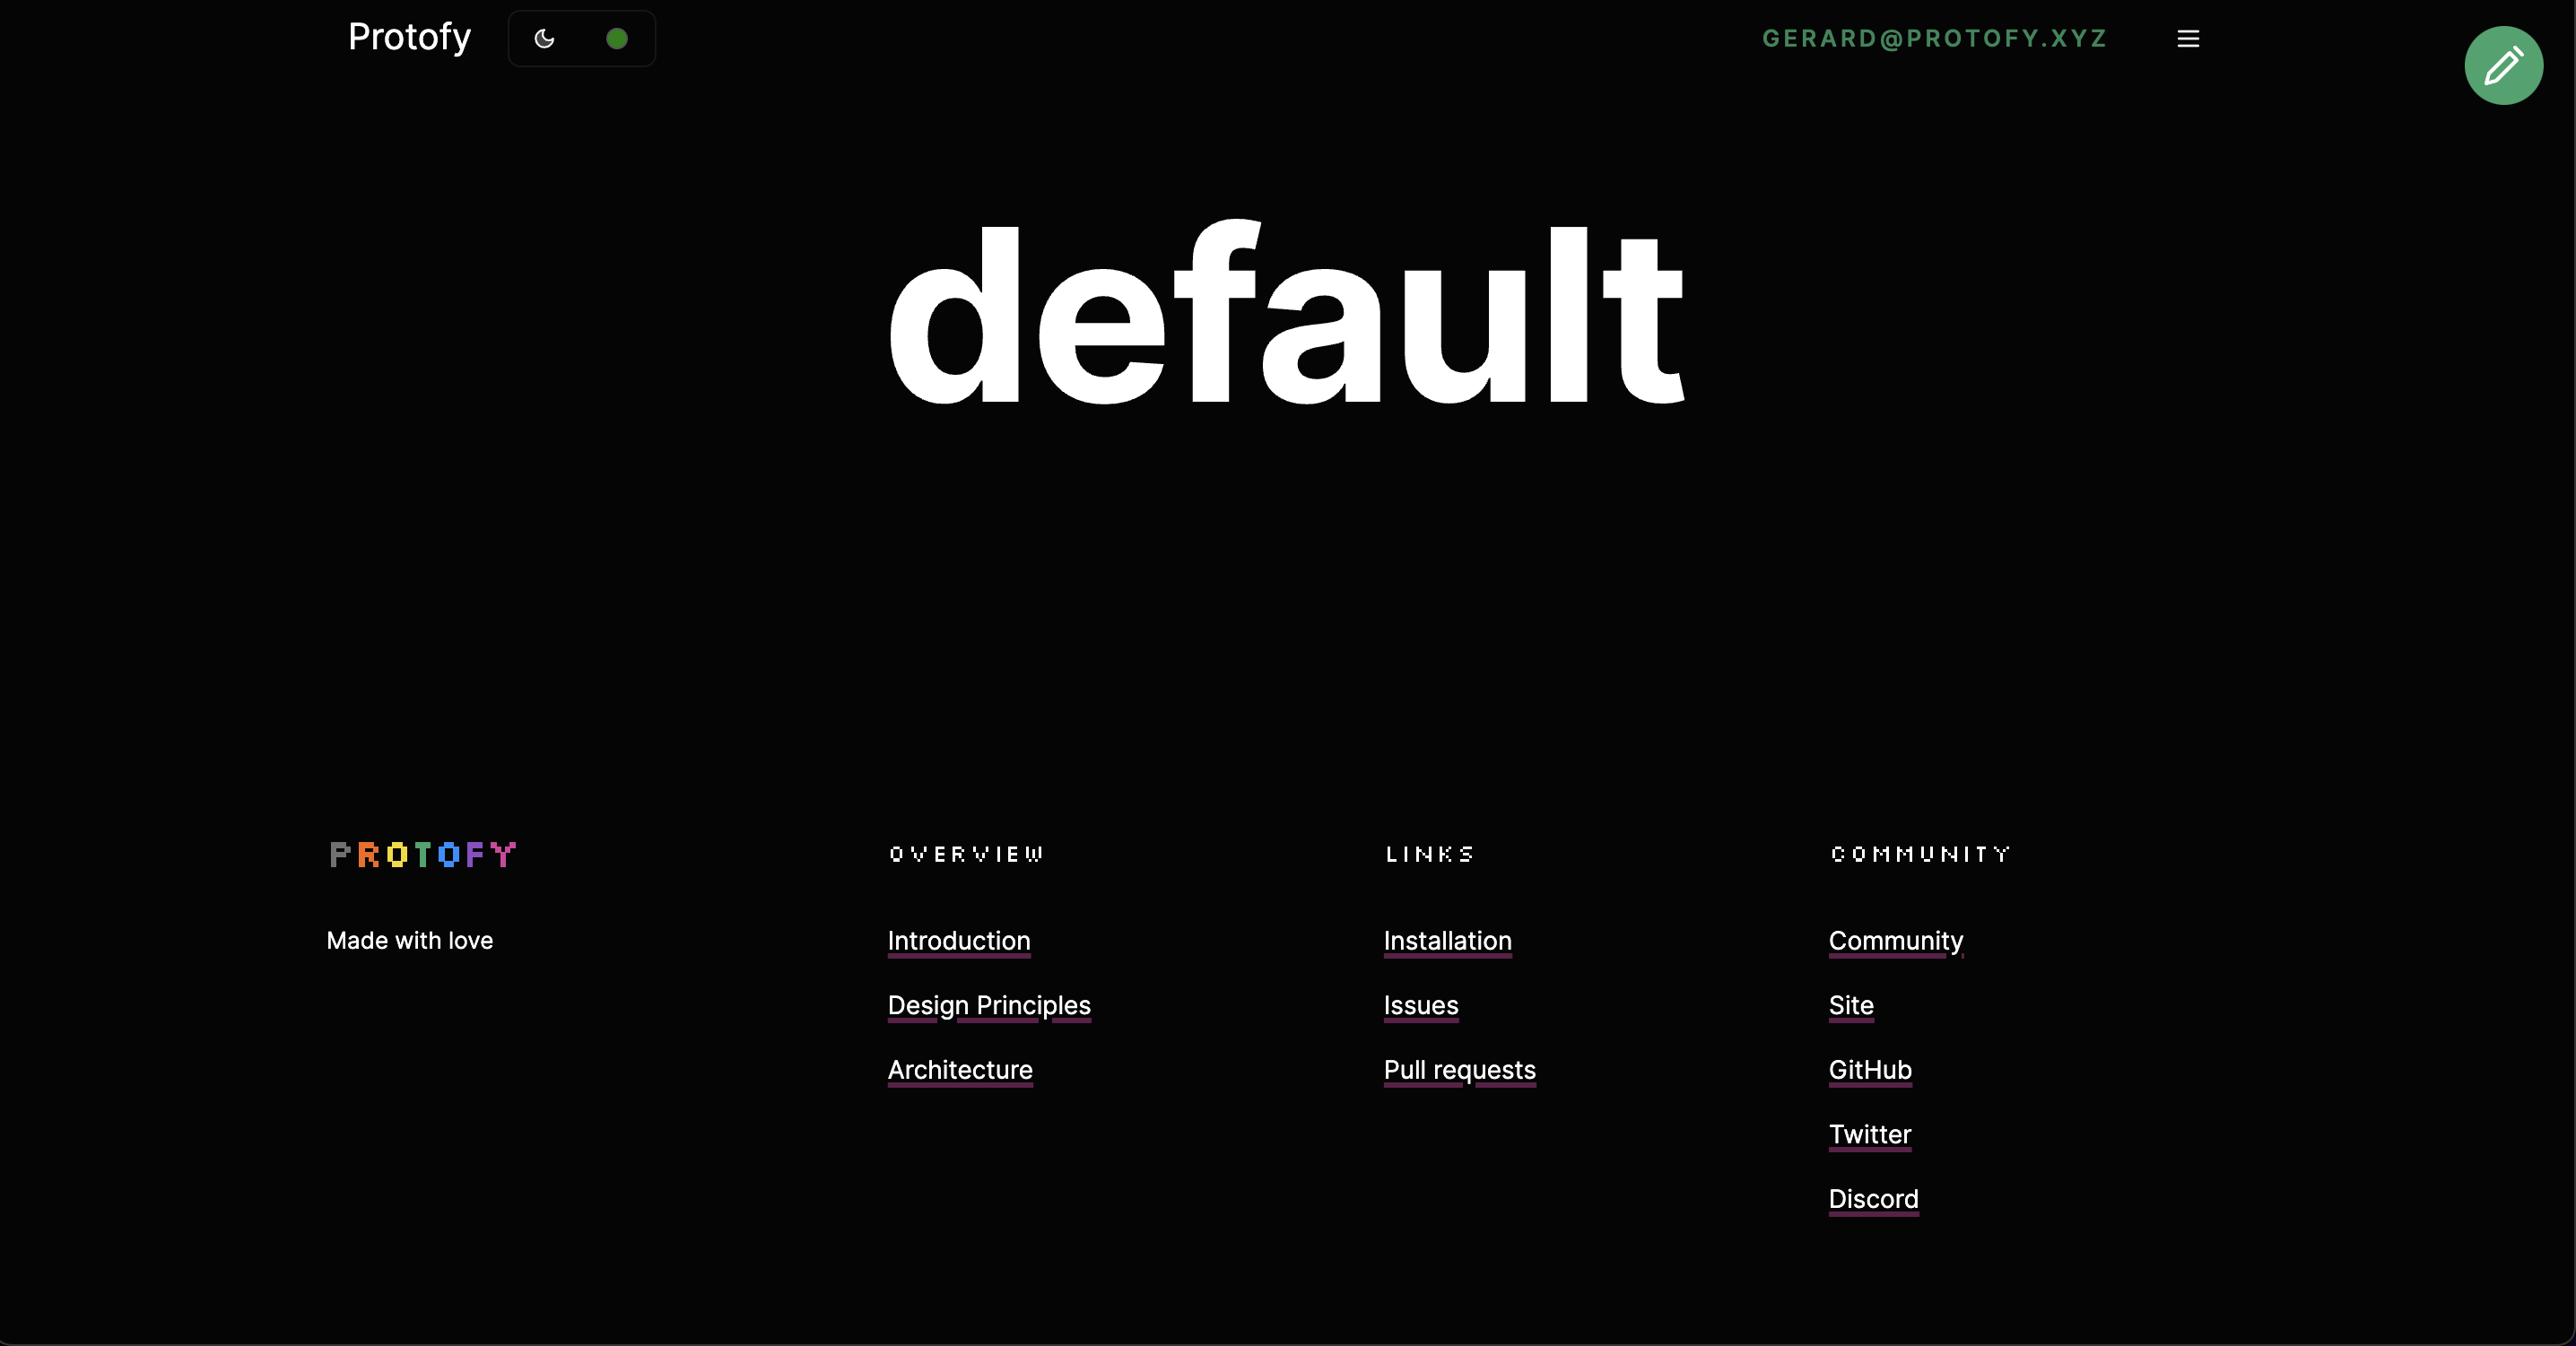 Protofy
GERARD@PROTOFY.XYZ
default
PROTOFY
Made with love
OVERVIEW
Introduction
Design Principles
Architecture
LINKS
Installation
Issues
Pull requests
COMMUNITY
Community
Site
GitHub
Twitter
Discord